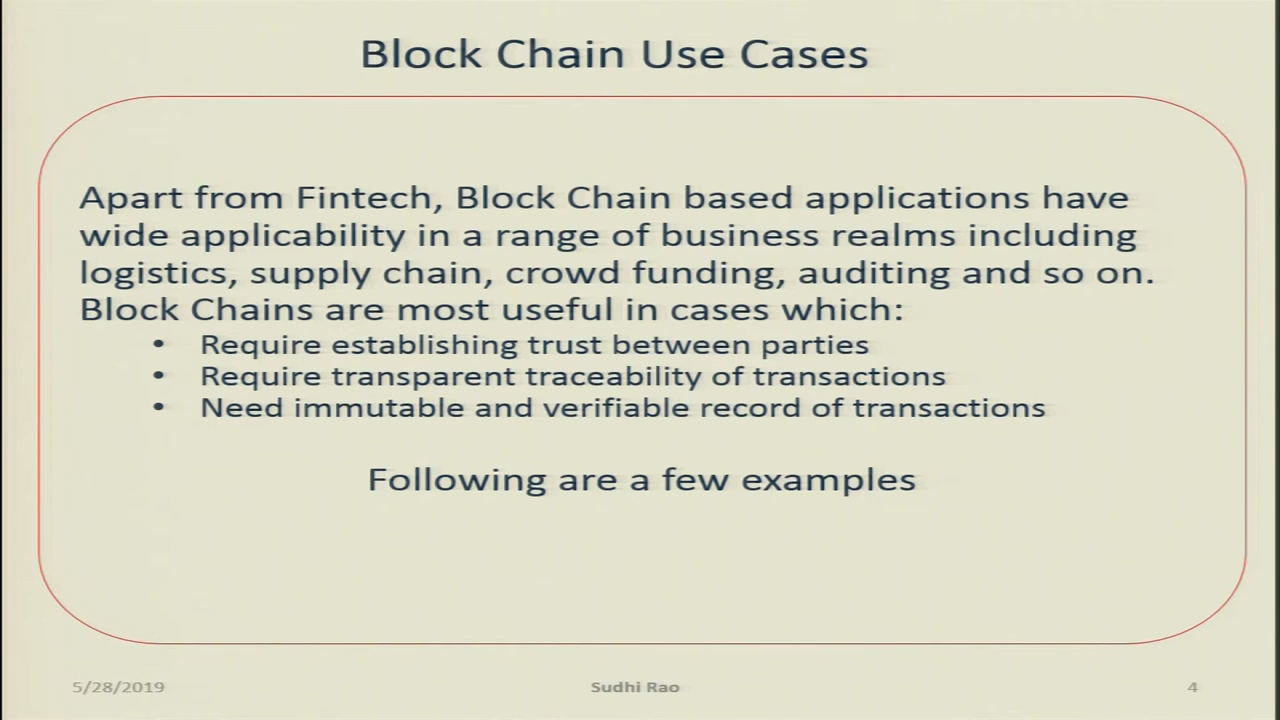 Block Chain Use Cases
Apart from Fintech, Block Chain based applications have
wide applicability in a range of business realms including
logistics, supply chain, crowd funding, auditing and so on.
Block Chains are most useful in cases which:
• Require establishing trust between parties
• Require transparent traceability of transactions
• Need immutable and verifiable record of transactions
Following are a few examples
5/28/2019 Sudhi Rao 4